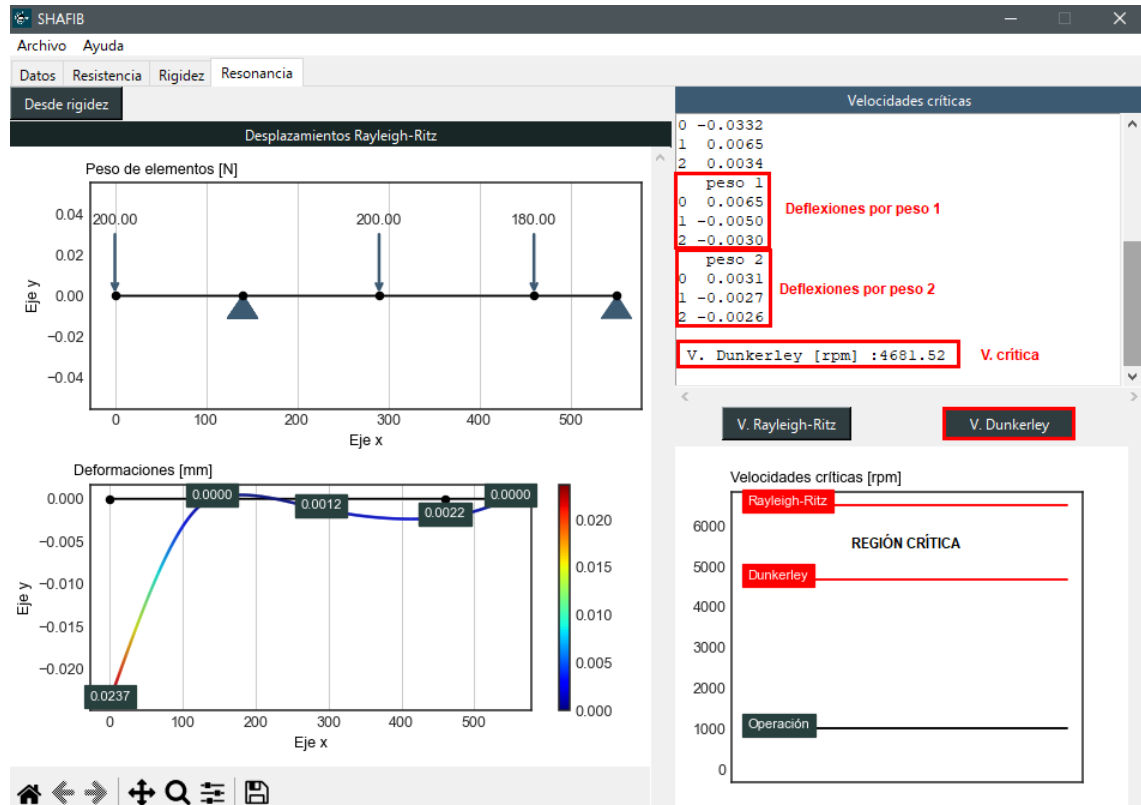 SHAFIB
Archivo Ayuda
Datos Resistencia Rigidez Resonancia
Desde rigidez
Desplazamientos Rayleigh-Ritz
Peso de elementos [N]
200.00 200.00 180.00
0.04
0.02
0.00
−0.02
−0.04
Eje y
0 100 200 300 400 500
Eje x
Deformaciones [mm]
0.0000 0.0012 0.0022 0.0000
0.0237
0.000
−0.005
−0.010
−0.015
−0.020
Eje y
0 100 200 300 400 500
Eje x
0.020
0.015
0.010
0.005
0.000
Velocidades críticas
0 -0.0332
1 0.0065
2 0.0034
peso 1
0 0.0065
1 -0.0050
2 -0.0030
Deflexiones por peso 1
peso 2
0 0.0031
1 -0.0027
2 -0.0026
Deflexiones por peso 2
V. Dunkerley [rpm] :4681.52
V. crítica
V. Rayleigh-Ritz V. Dunkerley
Velocidades críticas [rpm]
Rayleigh-Ritz
REGIÓN CRÍTICA
Dunkerley
Operación
6000
5000
4000
3000
2000
1000
0